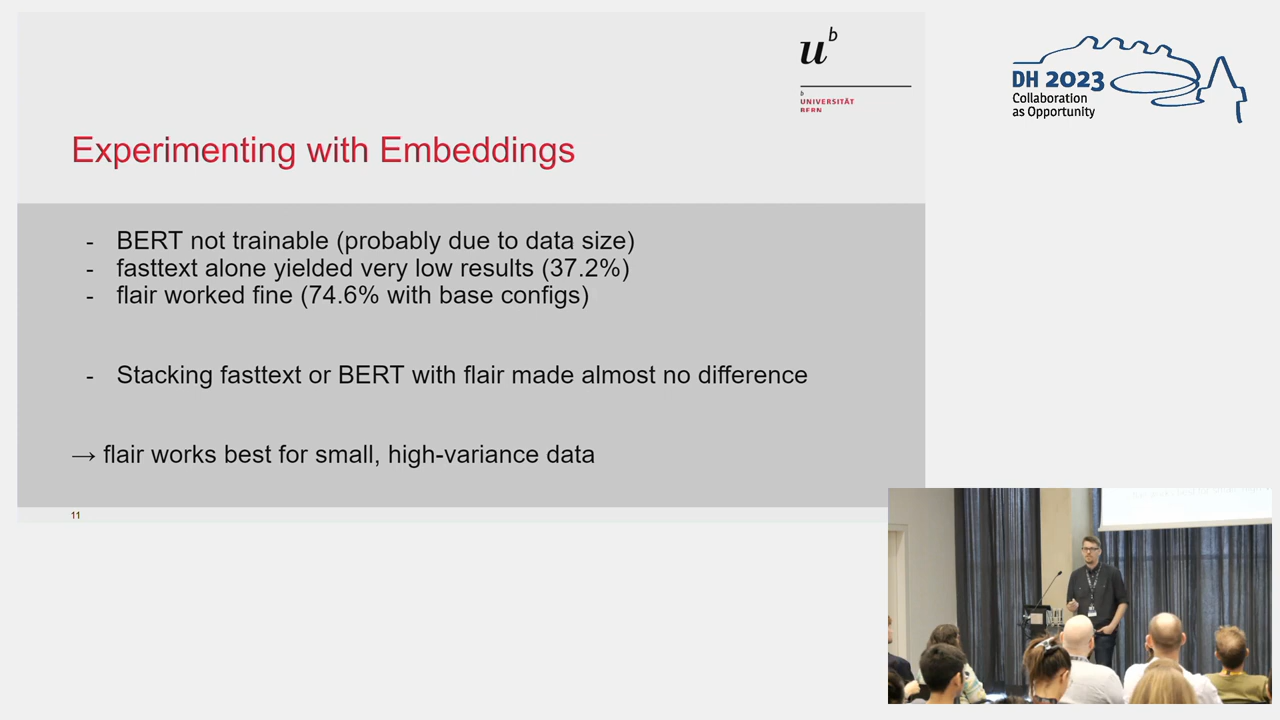 u b
b
UNIVERSITÄT
BERN
DH 2023
Collaboration
as Opportunity
Experimenting with Embeddings
- BERT not trainable (probably due to data size)
- fasttext alone yielded very low results (37.2%)
- flair worked fine (74.6% with base configs)
- Stacking fasttext or BERT with flair made almost no difference
→ flair works best for small, high-variance data
11